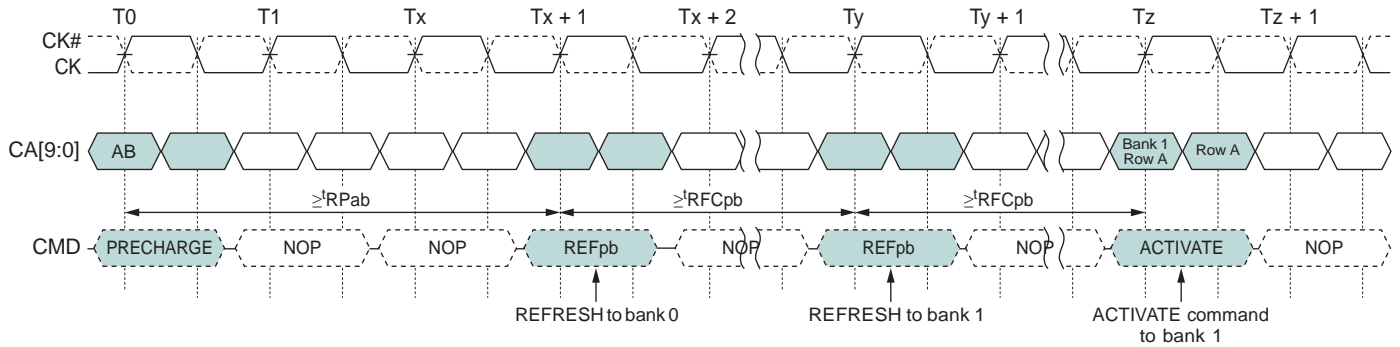 T0 T1 Tx Tx + 1 Tx + 2 Ty Ty + 1 Tz Tz + 1
CK#
CK
CA[9:0] AB Bank 1 Row A Row A
≥tRPab ≥tRFCpb ≥tRFCpb
CMD PRECHARGE NOP NOP REFpb NOP REFpb NOP ACTIVATE NOP
REFRESH to bank 0 REFRESH to bank 1 ACTIVATE command
to bank 1